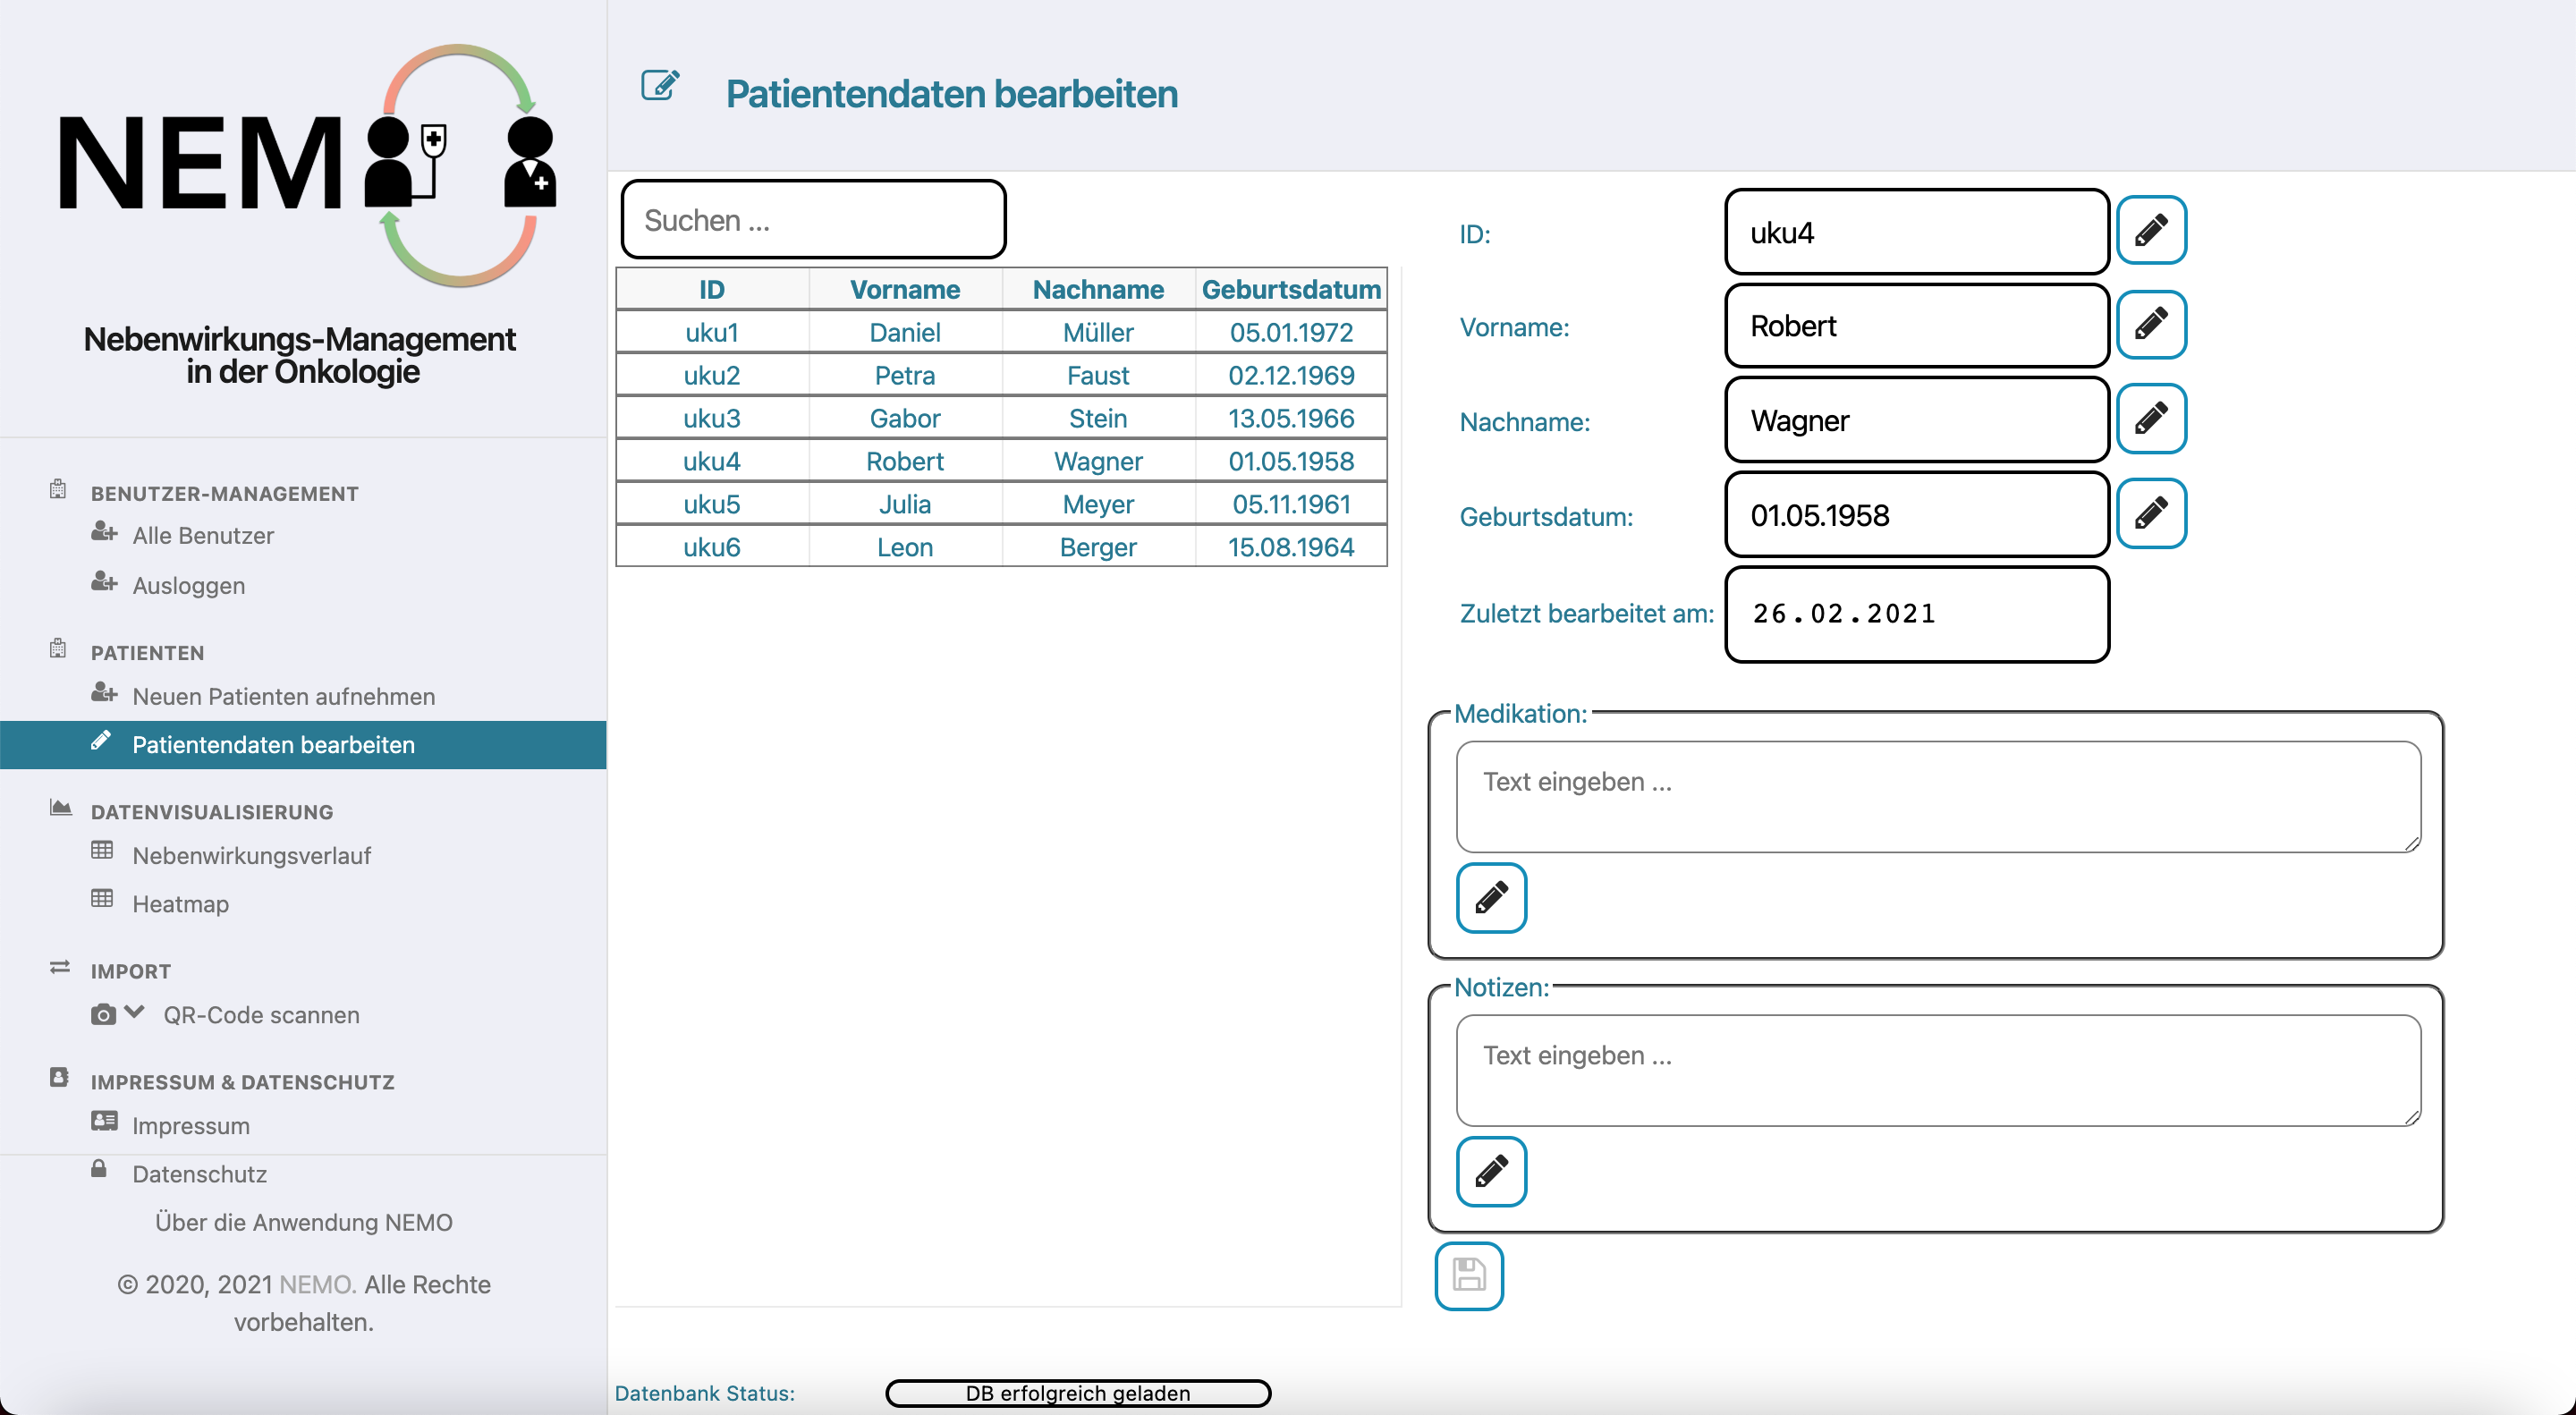 NEMO
Nebenwirkungs-Management
in der Onkologie
BENUTZER-MANAGEMENT
Alle Benutzer
Ausloggen
PATIENTEN
Neuen Patienten aufnehmen
Patientendaten bearbeiten
DATENVISUALISIERUNG
Nebenwirkungsverlauf
Heatmap
IMPORT
QR-Code scannen
IMPRESSUM & DATENSCHUTZ
Impressum
Datenschutz
Über die Anwendung NEMO
© 2020, 2021 NEMO. Alle Rechte
vorbehalten.
Patientendaten bearbeiten
Suchen ...
ID Vorname Nachname Geburtsdatum
uku1 Daniel Müller 05.01.1972
uku2 Petra Faust 02.12.1969
uku3 Gabor Stein 13.05.1966
uku4 Robert Wagner 01.05.1958
uku5 Julia Meyer 05.11.1961
uku6 Leon Berger 15.08.1964
ID: uku4
Vorname: Robert
Nachname: Wagner
Geburtsdatum: 01.05.1958
Zuletzt bearbeitet am: 26.02.2021
Medikation:
Text eingeben ...
Notizen:
Text eingeben ...
Datenbank Status: DB erfolgreich geladen